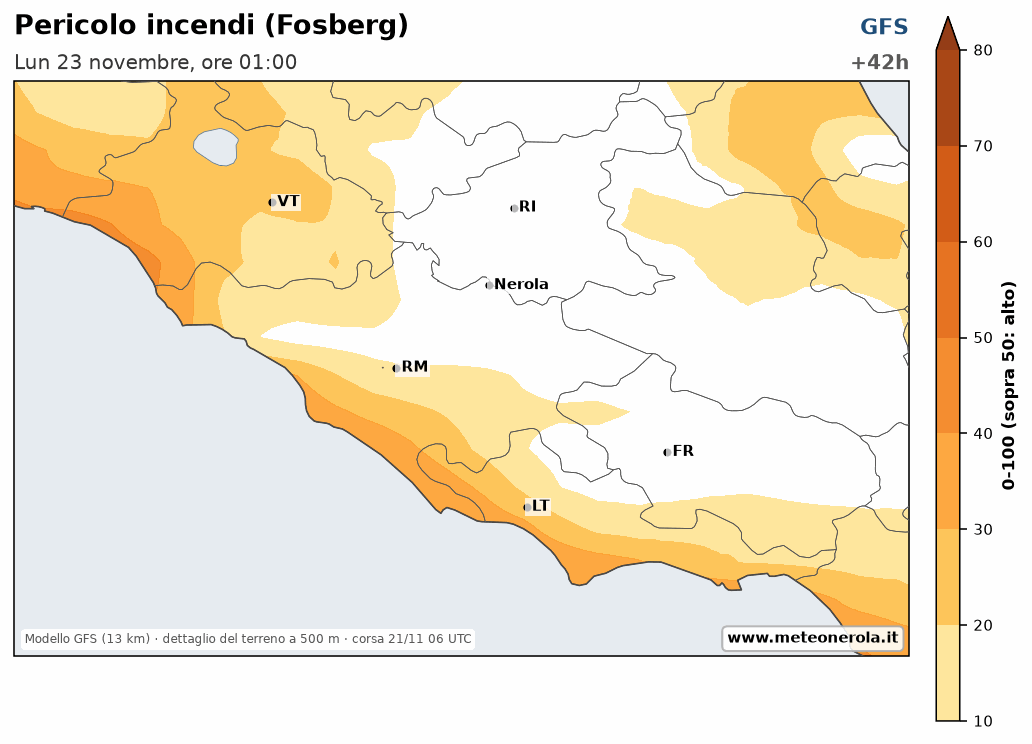 Pericolo incendi (Fosberg)
GFS
Lun 23 novembre, ore 01:00
+42h
VT
RI
Nerola
RM
FR
LT
Modello GFS (13 km) · dettaglio del terreno a 500 m · corsa 21/11 06 UTC
www.meteonerola.it
80
70
60
50
40
30
20
10
0-100 (sopra 50: alto)